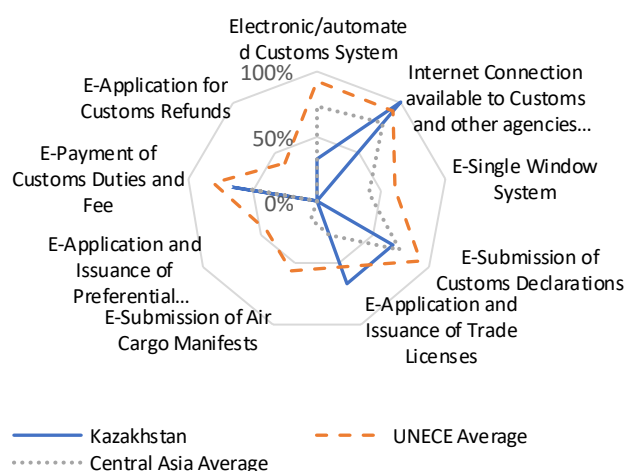 Electronic/automate
d Customs System
100%
50%
0%
Internet Connection
available to Customs
and other agencies...
E-Single Window
System
E-Submission of
Customs Declarations
E-Application and
Issuance of Trade
Licenses
E-Submission of Air
Cargo Manifests
E-Application and
Issuance of
Preferential...
E-Payment of
Customs Duties and
Fee
E-Application for
Customs Refunds
Kazakhstan
UNECE Average
Central Asia Average